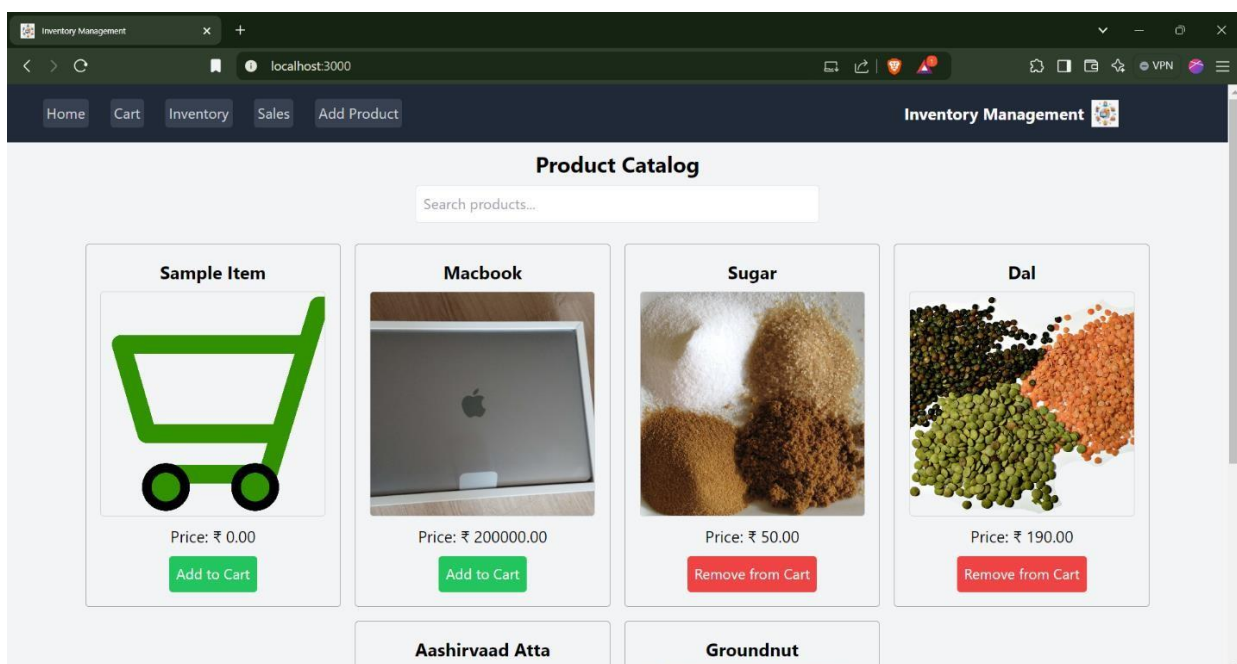 Inventory Management
localhost:3000
1
VPN
Home Cart Inventory Sales Add Product
Inventory Management
Product Catalog
Search products...
Sample Item
Price: ₹ 0.00
Add to Cart
Macbook
Price: ₹ 200000.00
Add to Cart
Sugar
Price: ₹ 50.00
Remove from Cart
Dal
Price: ₹ 190.00
Remove from Cart
Aashirvaad Atta
Groundnut